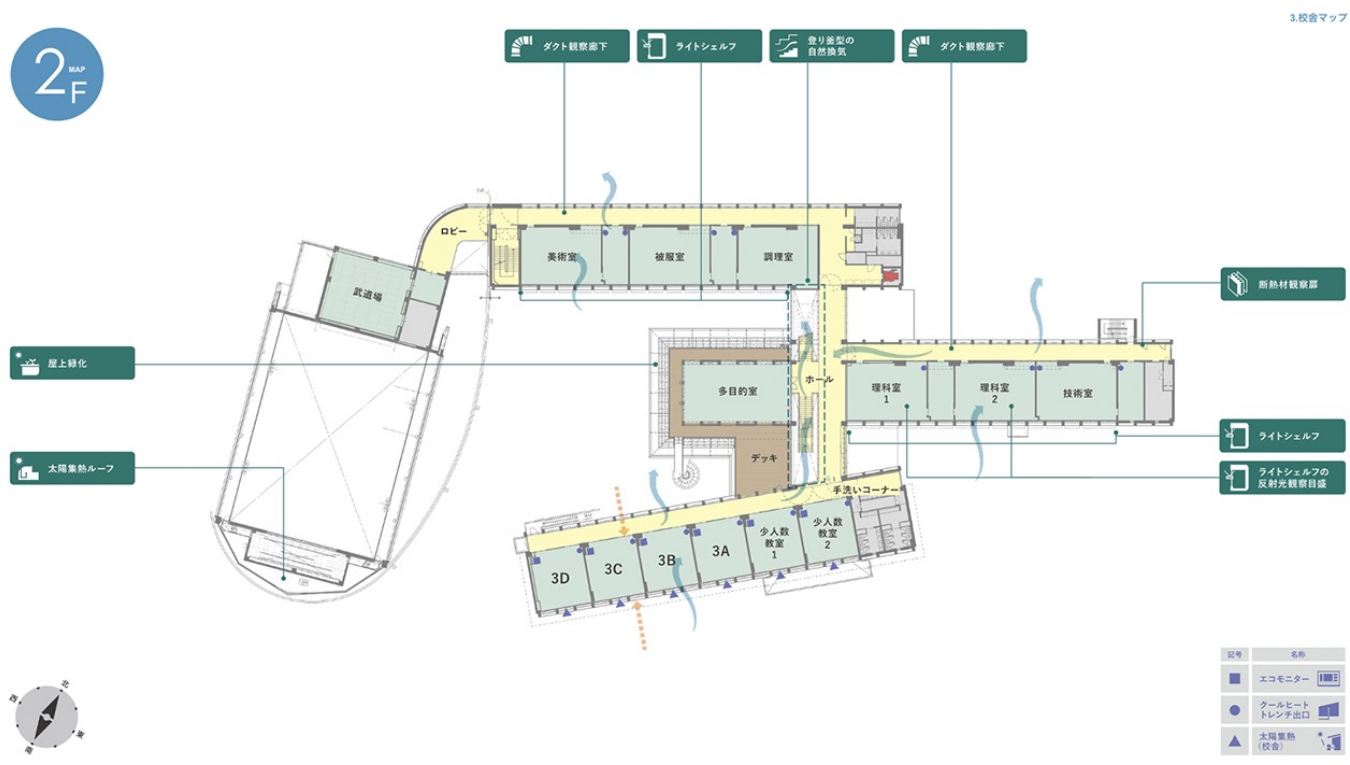 3.校舎マップ
2F
MAP
ダクト観察廊下
ライトシェルフ
登り釜型の
自然換気
ダクト観察廊下
ロビー
美術室
被服室
調理室
武道場
断熱材観察扉
屋上緑化
多目的室
ホール
理科室
1
理科室
2
技術室
ライトシェルフ
デッキ
太陽集熱ルーフ
ライトシェルフの
反射光観察目盛
手洗いコーナー
3D
3C
3B
3A
少人数
教室
1
少人数
教室
2
記号
名称
エコモニター
クールヒート
トレンチ出口
太陽集熱
(校舎)
北
西
東
南